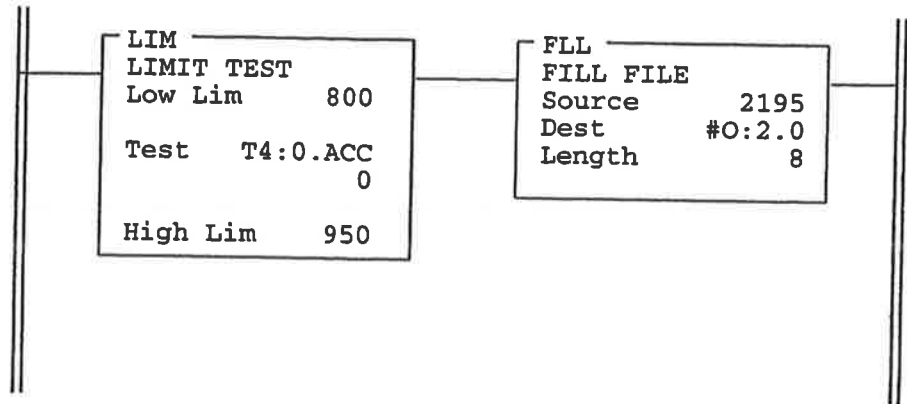 LIM
LIMIT TEST
Low Lim 800
Test T4:0.ACC
0
High Lim 950
FLL
FILL FILE
Source 2195
Dest #O:2.0
Length 8